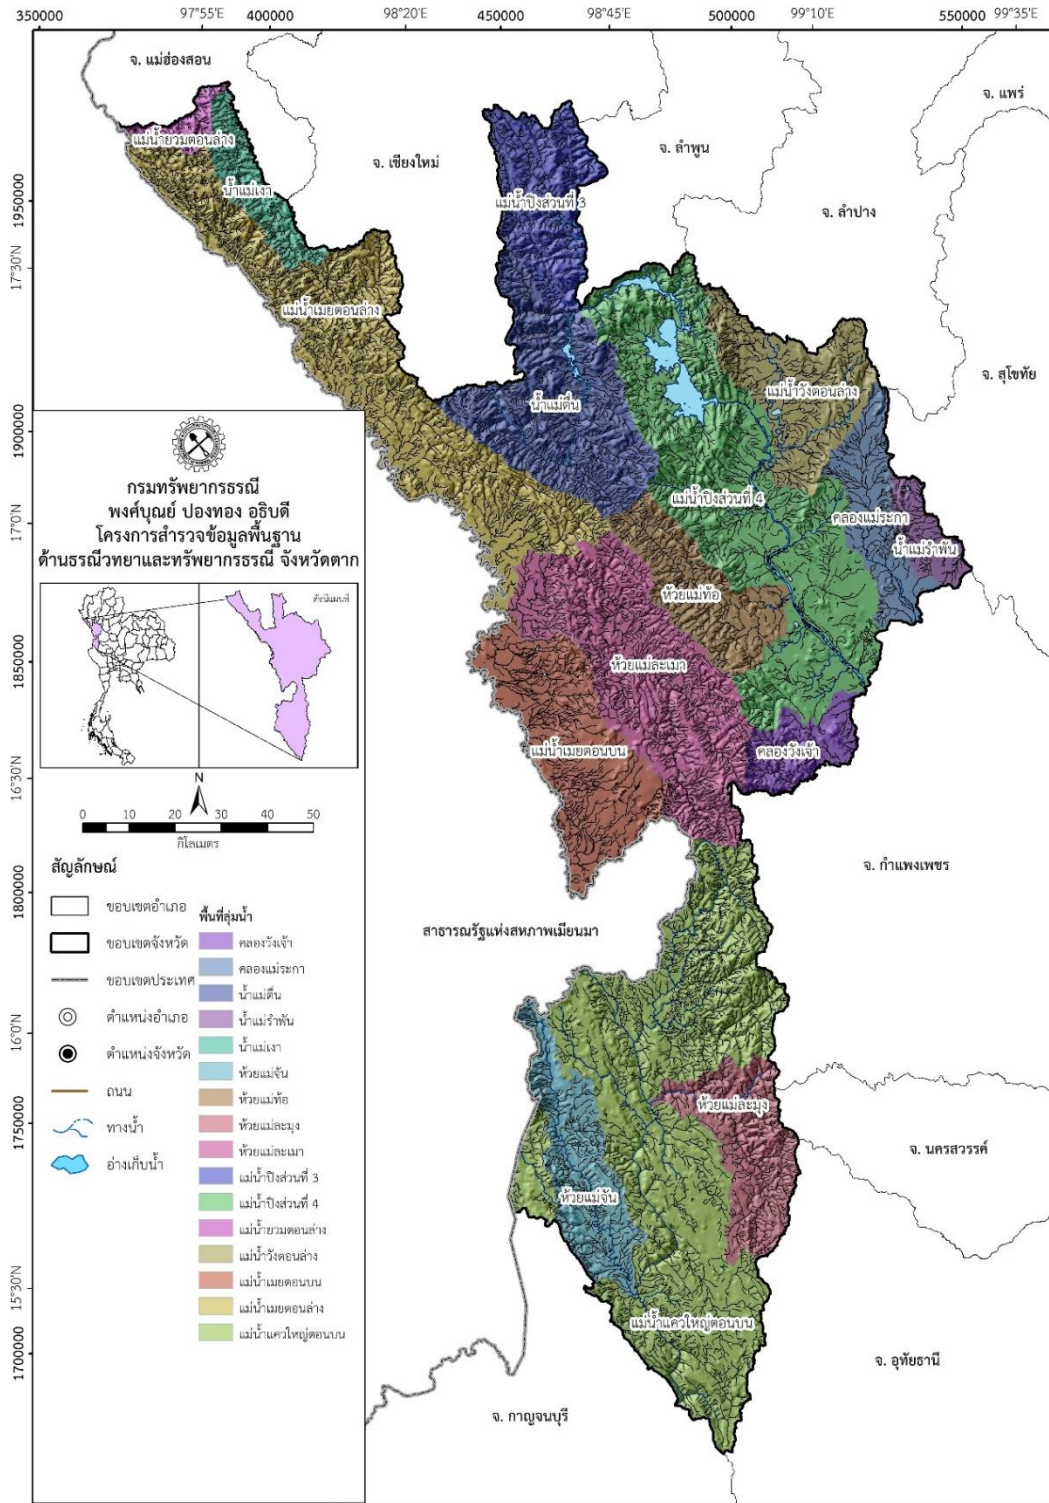 350000
97°55'E
400000
98°20'E
450000
98°45'E
500000
99°10'E
550000
99°35'E
จ. แม่ฮ่องสอน
จ. แพร่
จ. เชียงใหม่
จ. ลำพูน
จ. ลำปาง
จ. สุโขทัย
แม่น้ำยวมตอนล่าง
น้ำแม่เงา
แม่น้ำปิงส่วนที่ 3
แม่น้ำเมยตอนล่าง
น้ำแม่ตื่น
แม่น้ำวังตอนล่าง
แม่น้ำปิงส่วนที่ 4
คลองแม่ระกา
น้ำแม่รำพัน
ห้วยแม่ท้อ
ห้วยแม่ละเมา
แม่น้ำเมยตอนบน
คลองวังเจ้า
จ. กำแพงเพชร
สาธารณรัฐแห่งสหภาพเมียนมา
ห้วยแม่ละมุง
จ. นครสวรรค์
ห้วยแม่จัน
แม่น้ำแควใหญ่ตอนบน
จ. อุทัยธานี
จ. กาญจนบุรี
1950000
17°30'N
1900000
17°0'N
1850000
16°30'N
1800000
16°0'N
1750000
15°30'N
1700000
กรมทรัพยากรธรณี
พงศ์บุณย์ ปองทอง อธิบดี
โครงการสำรวจข้อมูลพื้นฐาน
ด้านธรณีวิทยาและทรัพยากรธรณี จังหวัดตาก
ดัชนีแผนที่
N
0 10 20 30 40 50
กิโลเมตร
สัญลักษณ์
ขอบเขตอำเภอ
ขอบเขตจังหวัด
ขอบเขตประเทศ
ตำแหน่งอำเภอ
ตำแหน่งจังหวัด
ถนน
ทางน้ำ
อ่างเก็บน้ำ
พื้นที่ลุ่มน้ำ
คลองวังเจ้า
คลองแม่ระกา
น้ำแม่ตื่น
น้ำแม่รำพัน
น้ำแม่เงา
ห้วยแม่จัน
ห้วยแม่ท้อ
ห้วยแม่ละมุง
ห้วยแม่ละเมา
แม่น้ำปิงส่วนที่ 3
แม่น้ำปิงส่วนที่ 4
แม่น้ำยวมตอนล่าง
แม่น้ำวังตอนล่าง
แม่น้ำเมยตอนบน
แม่น้ำเมยตอนล่าง
แม่น้ำแควใหญ่ตอนบน